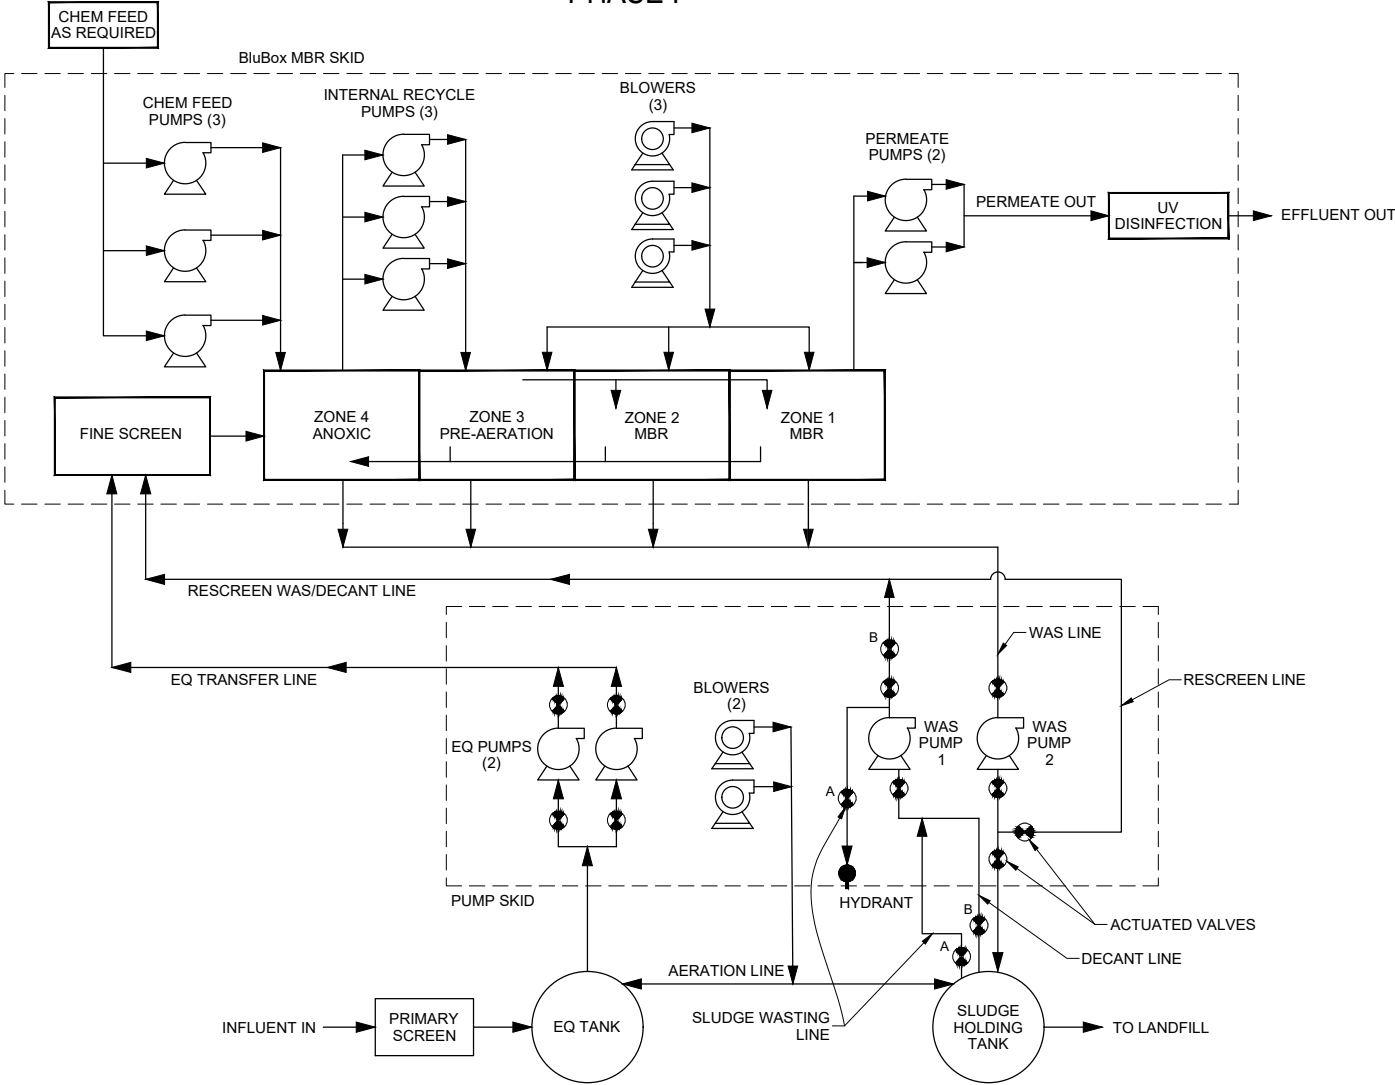 CHEM FEED
AS REQUIRED
BluBox MBR SKID
CHEM FEED
PUMPS (3)
INTERNAL RECYCLE
PUMPS (3)
BLOWERS
(3)
PERMEATE
PUMPS (2)
PERMEATE OUT
UV
DISINFECTION
EFFLUENT OUT
FINE SCREEN
ZONE 4
ANOXIC
ZONE 3
PRE-AERATION
ZONE 2
MBR
ZONE 1
MBR
RESCREEN WAS/DECANT LINE
B
WAS LINE
EQ TRANSFER LINE
RESCREEN LINE
BLOWERS
(2)
EQ PUMPS
(2)
WAS
PUMP
1
WAS
PUMP
2
A
PUMP SKID
HYDRANT
B
A
ACTUATED VALVES
DECANT LINE
AERATION LINE
SLUDGE WASTING
LINE
INFLUENT IN
PRIMARY
SCREEN
EQ TANK
SLUDGE
HOLDING
TANK
TO LANDFILL